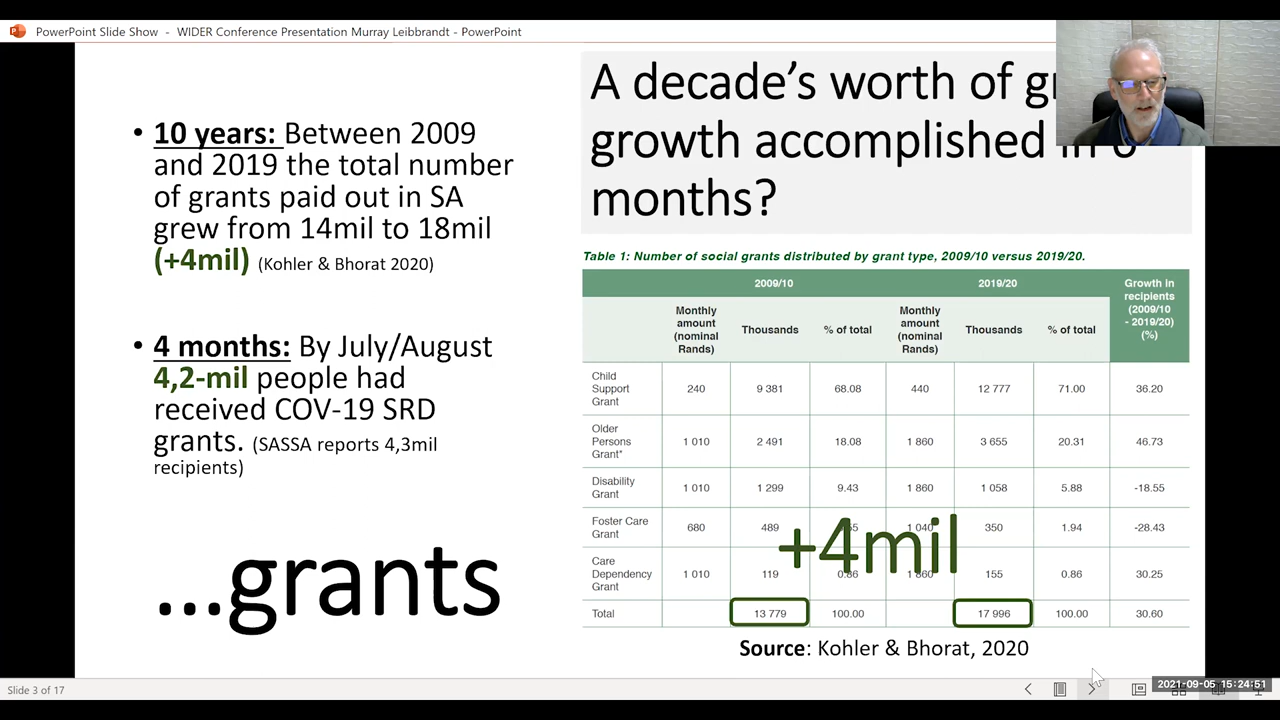 PowerPoint Slide Show - WIDER Conference Presentation Murray Leibbrandt - PowerPoint
• 10 years: Between 2009
and 2019 the total number
of grants paid out in SA
grew from 14mil to 18mil
(+4mil) (Kohler & Bhorat 2020)
• 4 months: By July/August
4,2-mil people had
received COV-19 SRD
grants. (SASSA reports 4,3mil
recipients)
...grants
A decade's worth of
growth accomplished in
months?
Table 1: Number of social grants distributed by grant type, 2009/10 versus 2019/20.
2009/10 2019/20 Growth in
recipients
(2009/10
- 2019/20)
(%)
Monthly
amount
(nominal
Rands) Thousands % of total Monthly
amount
(nominal
Rands) Thousands % of total
Child
Support
Grant 240 9 381 68.08 440 12 777 71.00 36.20
Older
Persons
Grant* 1 010 2 491 18.08 1 860 3 655 20.31 46.73
Disability
Grant 1 010 1 299 9.43 1 860 1 058 5.88 -18.55
Foster Care
Grant 680 489 1 040 350 1.94 -28.43
+4mil
Care
Dependency
Grant 1 010 119 0.86 1 860 155 0.86 30.25
Total 13 779 100.00 17 996 100.00 30.60
Source: Kohler & Bhorat, 2020
Slide 3 of 17
2021-09-05 15:24:51